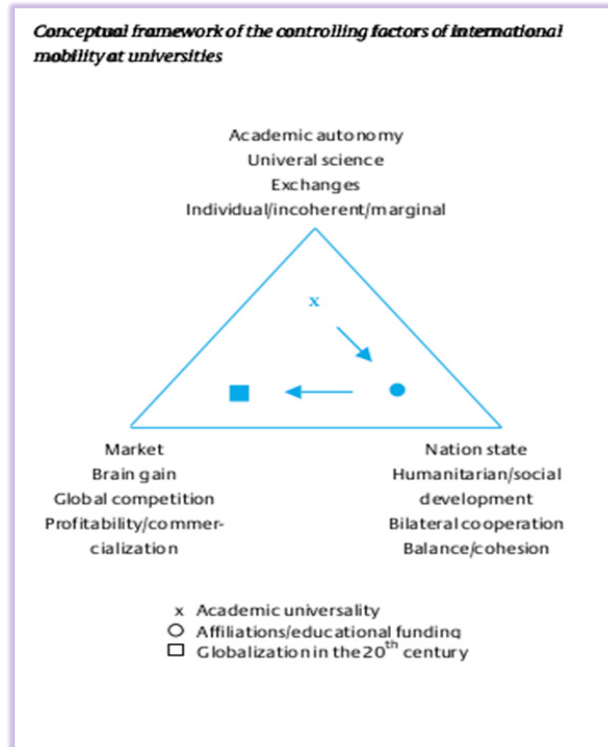 Conceptual framework of the controlling factors of international
mobility at universities
Academic autonomy
Univeral science
Exchanges
Individual/incoherent/marginal
x
Market
Brain gain
Global competition
Profitability/commer-
cialization
Nation state
Humanitarian/social
development
Bilateral cooperation
Balance/cohesion
x Academic universality
Affiliations/educational funding
Globalization in the 20th century